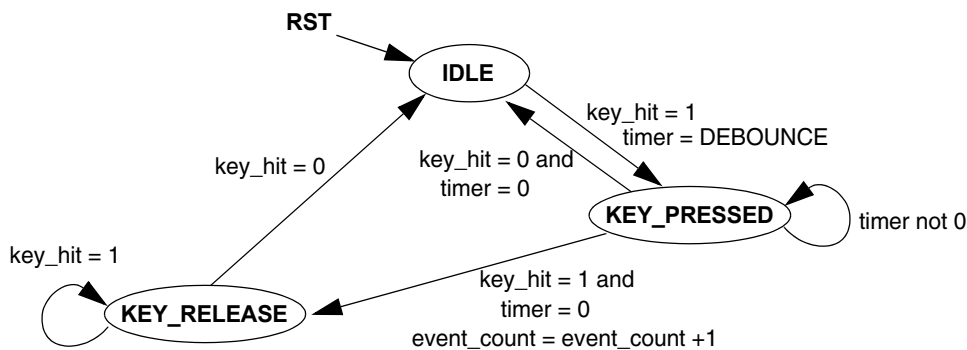 RST
IDLE
key_hit = 1
timer = DEBOUNCE
key_hit = 0
key_hit = 0 and
timer = 0
KEY_PRESSED
timer not 0
key_hit = 1
KEY_RELEASE
key_hit = 1 and
timer = 0
event_count = event_count +1